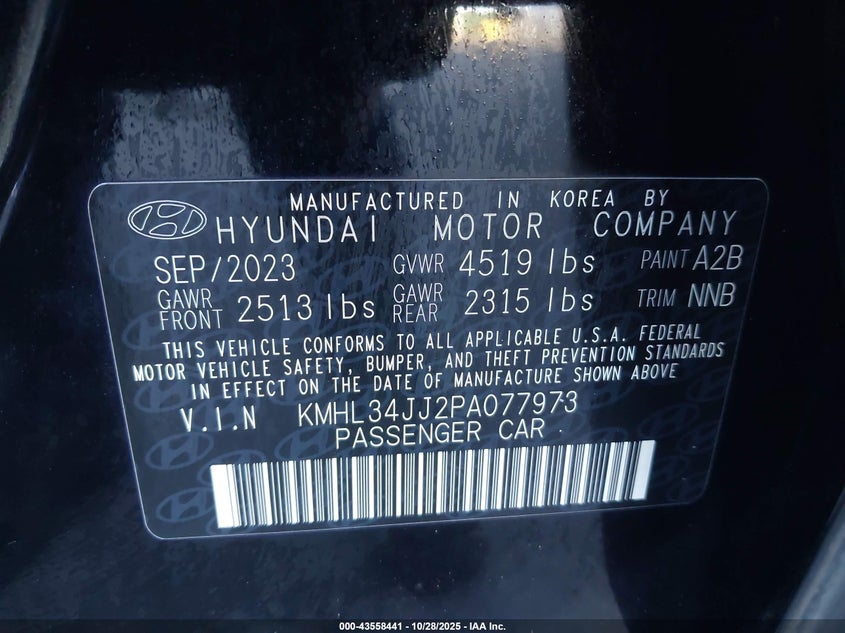 MANUFACTURED IN KOREA BY
HYUNDAI MOTOR COMPANY
SEP/2023 GVWR 4519 lbs PAINT A2B
GAWR FRONT 2513 lbs GAWR REAR 2315 lbs TRIM NNB
THIS VEHICLE CONFORMS TO ALL APPLICABLE U.S.A. FEDERAL
MOTOR VEHICLE SAFETY, BUMPER, AND THEFT PREVENTION STANDARDS
IN EFFECT ON THE DATE OF MANUFACTURE SHOWN ABOVE
V.I.N KMHL34JJ2PA077973
PASSENGER CAR
000-43558441 - 10/28/2025 - IAA Inc.